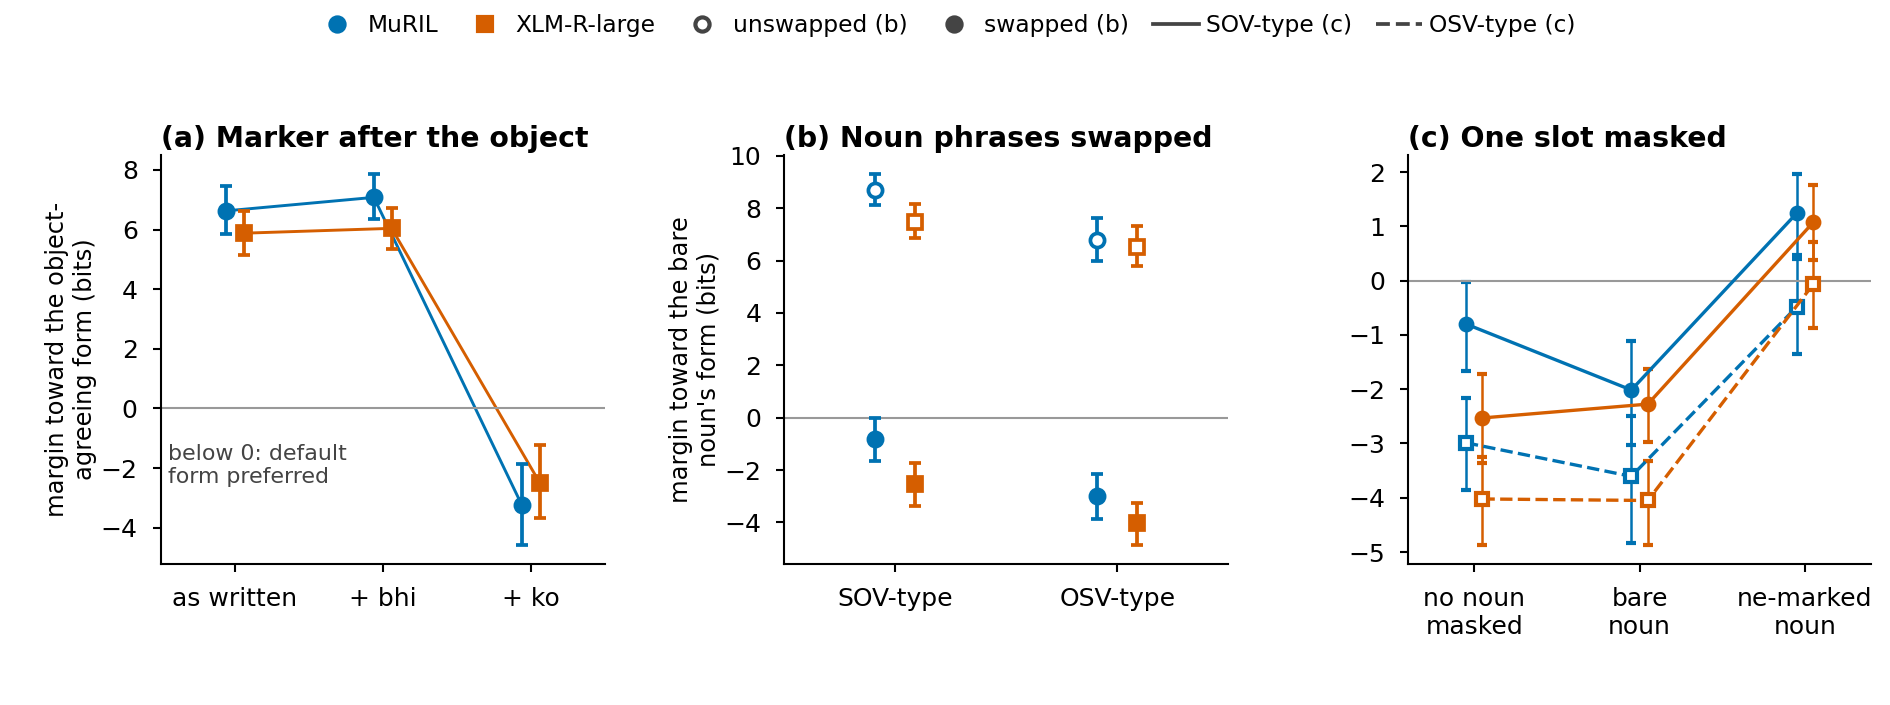 MuRIL XLM-R-large unswapped (b) swapped (b) SOV-type (c) OSV-type (c)
(a) Marker after the object
margin toward the object-
agreeing form (bits)
8
6
4
2
0
−2
−4
below 0: default
form preferred
as written + bhi + ko
(b) Noun phrases swapped
margin toward the bare
noun's form (bits)
10
8
6
4
2
0
−2
−4
SOV-type OSV-type
(c) One slot masked
2
1
0
−1
−2
−3
−4
−5
no noun
masked
bare
noun
ne-marked
noun